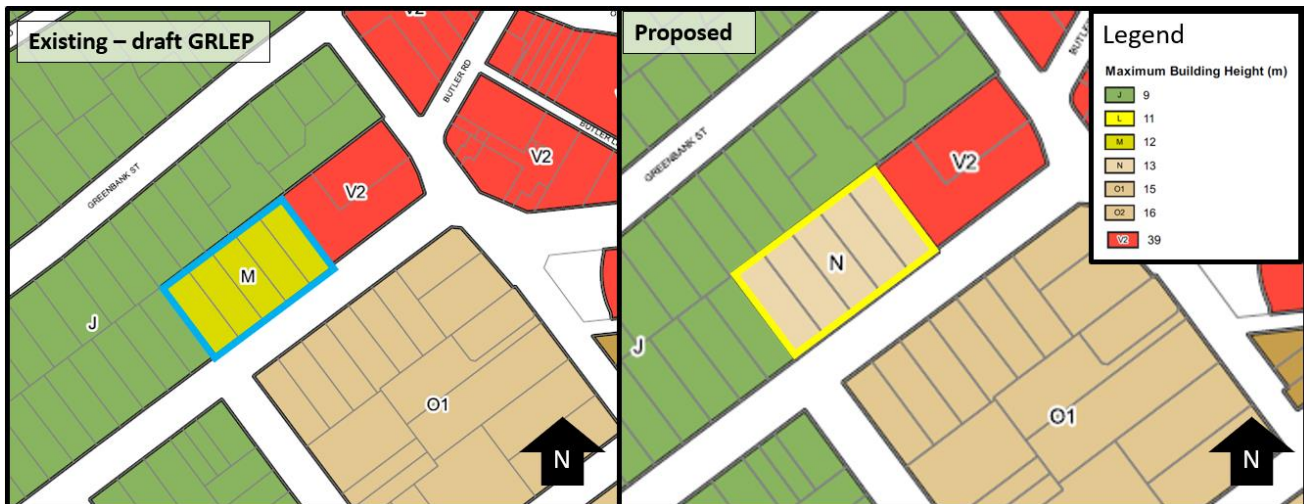 Existing – draft GRLEP
V2
BUTLER RD
BUTLER L
V2
V2
GREENBANK ST
M
J
O1
N
Proposed
GREENBANK ST
V2
N
J
O1
N
Legend
Maximum Building Height (m)
J 9
L 11
M 12
N 13
O1 15
O2 16
V2 39